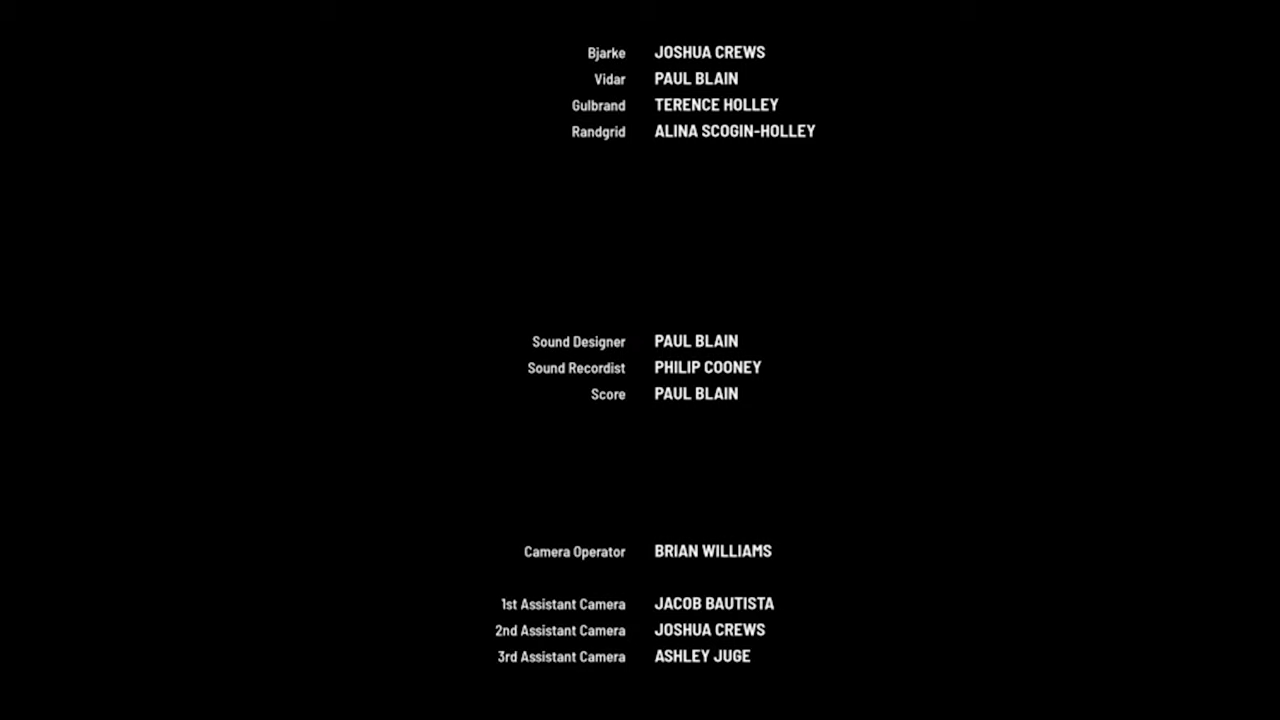 Bjarke JOSHUA CREWS
Vidar PAUL BLAIN
Gulbrand TERENCE HOLLEY
Randgrid ALINA SCOGIN-HOLLEY
Sound Designer PAUL BLAIN
Sound Recordist PHILIP COONEY
Score PAUL BLAIN
Camera Operator BRIAN WILLIAMS
1st Assistant Camera JACOB BAUTISTA
2nd Assistant Camera JOSHUA CREWS
3rd Assistant Camera ASHLEY JUGE